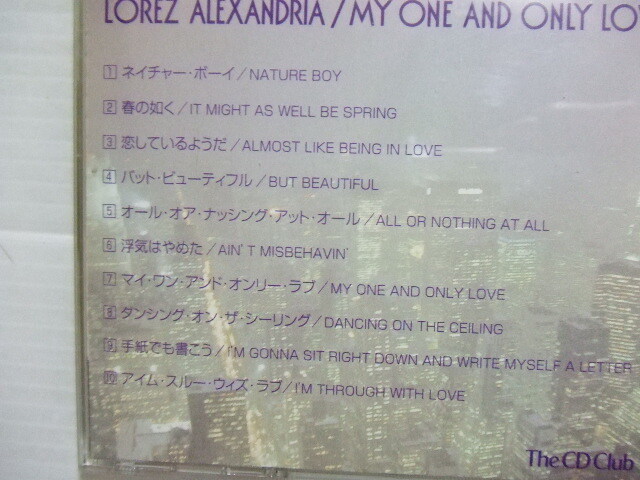 LOREZ ALEXANDRIA / MY ONE AND ONLY LO
1 ネイチャー・ボーイ / NATURE BOY
2 春の如く / IT MIGHT AS WELL BE SPRING
3 恋しているようだ / ALMOST LIKE BEING IN LOVE
4 バット・ビューティフル / BUT BEAUTIFUL
5 オール・オア・ナッシング・アット・オール / ALL OR NOTHING AT ALL
6 浮気はやめた / AIN'T MISBEHAVIN'
7 マイ・ワン・アンド・オンリー・ラブ / MY ONE AND ONLY LOVE
8 ダンシング・オン・ザ・シーリング / DANCING ON THE CEILING
9 手紙でも書こう / I'M GONNA SIT RIGHT DOWN AND WRITE MYSELF A LETTER
10 アイム・スルー・ウィズ・ラブ / I'M THROUGH WITH LOVE
The CD Club